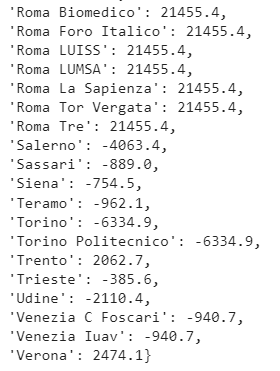 'Roma Biomedico': 21455.4,
'Roma Foro Italico': 21455.4,
'Roma LUISS': 21455.4,
'Roma LUMSA': 21455.4,
'Roma La Sapienza': 21455.4,
'Roma Tor Vergata': 21455.4,
'Roma Tre': 21455.4,
'Salerno': -4063.4,
'Sassari': -889.0,
'Siena': -754.5,
'Teramo': -962.1,
'Torino': -6334.9,
'Torino Politecnico': -6334.9,
'Trento': 2062.7,
'Trieste': -385.6,
'Udine': -2110.4,
'Venezia C Foscari': -940.7,
'Venezia Iuav': -940.7,
'Verona': 2474.1}